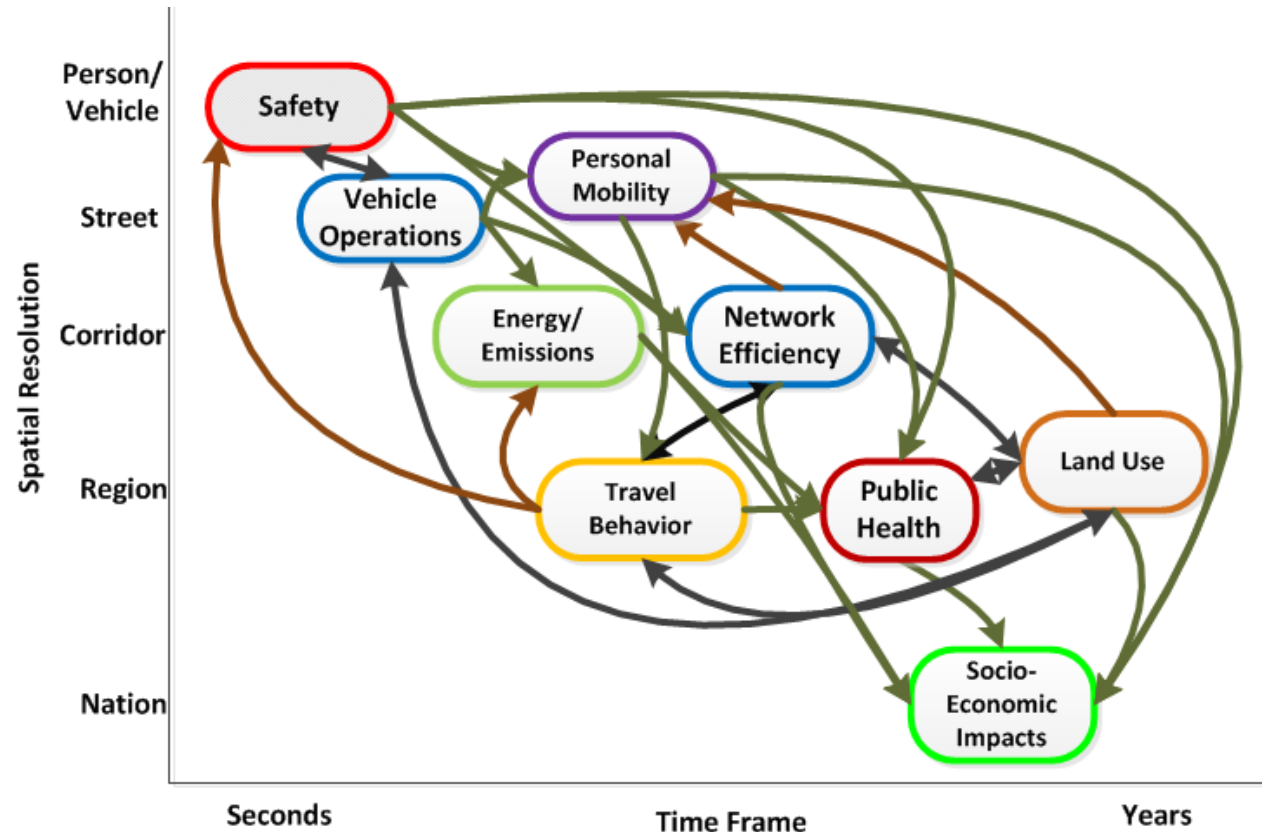 Person/
Vehicle
Safety
Personal
Mobility
Street
Vehicle
Operations
Spatial Resolution
Corridor
Energy/
Emissions
Network
Efficiency
Region
Travel
Behavior
Public
Health
Land Use
Nation
Socio-
Economic
Impacts
Seconds
Time Frame
Years